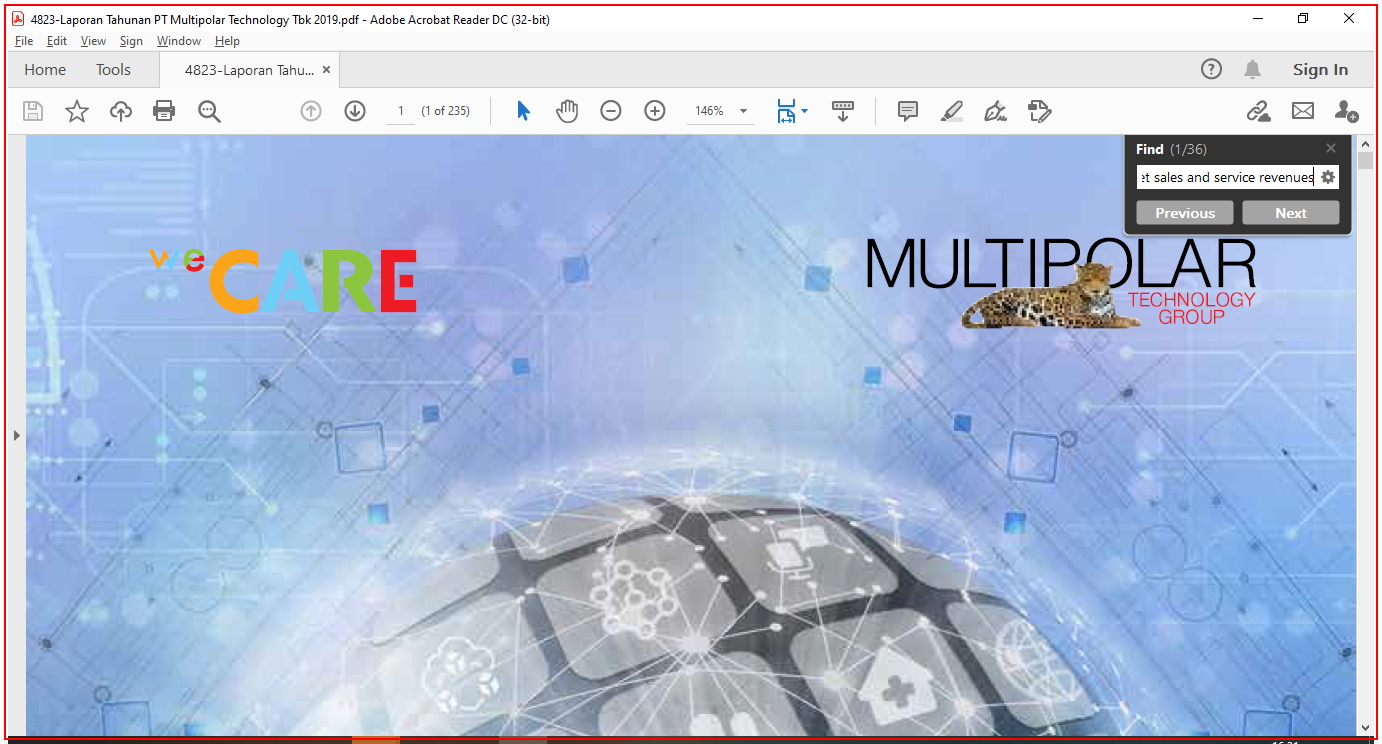 4823-Laporan Tahunan PT Multipolar Technology Tbk 2019.pdf - Adobe Acrobat Reader DC (32-bit)
File Edit View Sign Window Help
Home Tools 4823-Laporan Tahu... × Sign In
1 (1 of 235) 146%
Find (1/36)
et sales and service revenues
Previous Next
we CARE
MULTIPOLAR
TECHNOLOGY
GROUP